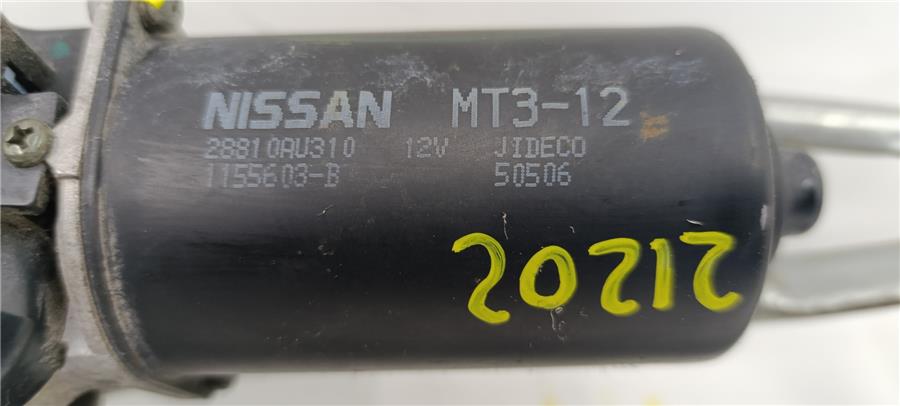 NISSAN MT3-12
28810AU310 12V JIDECO
1155603-B 50506
20212